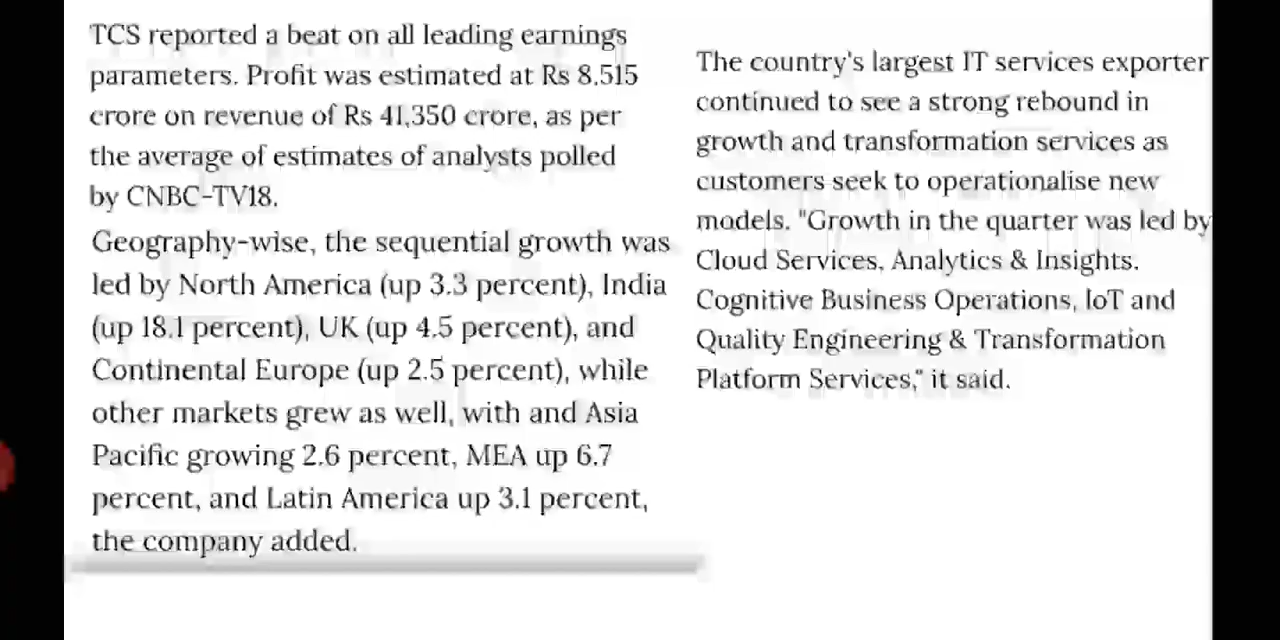 TCS reported a beat on all leading earnings
parameters. Profit was estimated at Rs 8,515
crore on revenue of Rs 41,350 crore, as per
the average of estimates of analysts polled
by CNBC-TV18.
Geography-wise, the sequential growth was
led by North America (up 3.3 percent), India
(up 18.1 percent), UK (up 4.5 percent), and
Continental Europe (up 2.5 percent), while
other markets grew as well, with and Asia
Pacific growing 2.6 percent, MEA up 6.7
percent, and Latin America up 3.1 percent,
the company added.
The country's largest IT services exporter
continued to see a strong rebound in
growth and transformation services as
customers seek to operationalise new
models. "Growth in the quarter was led by
Cloud Services, Analytics & Insights,
Cognitive Business Operations, IoT and
Quality Engineering & Transformation
Platform Services," it said.